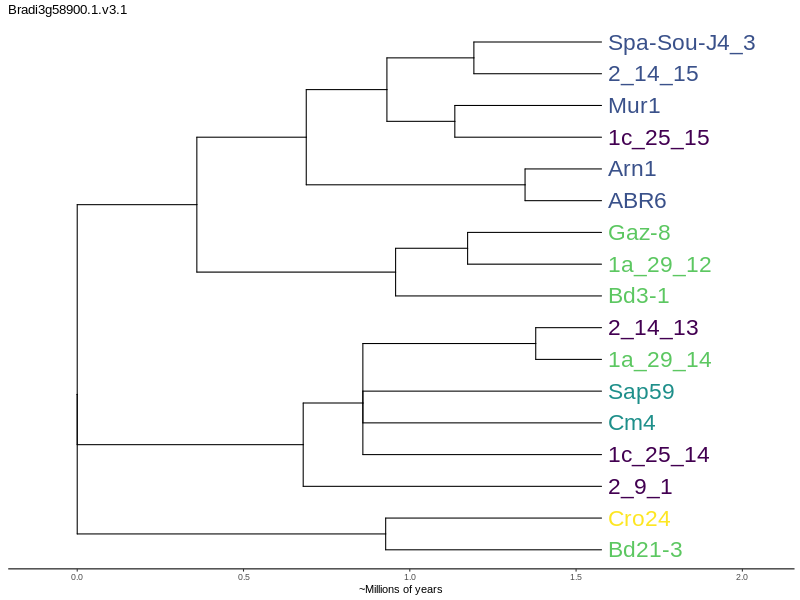 Bradi3g58900.1.v3.1
Spa-Sou-J4_3
2_14_15
Mur1
1c_25_15
Arn1
ABR6
Gaz-8
1a_29_12
Bd3-1
2_14_13
1a_29_14
Sap59
Cm4
1c_25_14
2_9_1
Cro24
Bd21-3
0.0 0.5 1.0 1.5 2.0
~Millions of years